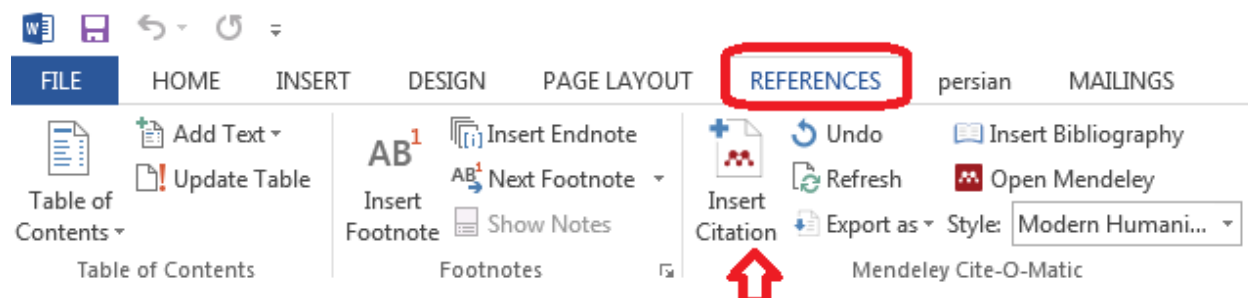 FILE HOME INSERT DESIGN PAGE LAYOUT REFERENCES persian MAILINGS
Table of Contents
Add Text
Update Table
AB1
Insert Footnote
[i] Insert Endnote
AB1 Next Footnote
Show Notes
Insert Citation
Undo
Refresh
Export as
Insert Bibliography
Open Mendeley
Style: Modern Humani...
Table of Contents Footnotes Mendeley Cite-O-Matic